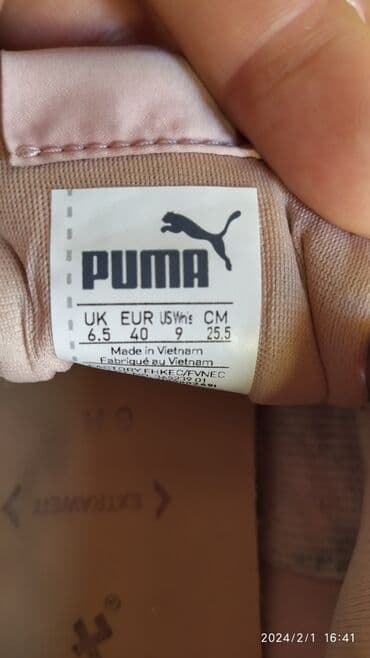 PUMA
UK EUR US Wn's CM
6.5 40 9 25.5
Made in Vietnam
Fabriqué au Vietnam
EXTRAWEIT
2024/2/1 16:41